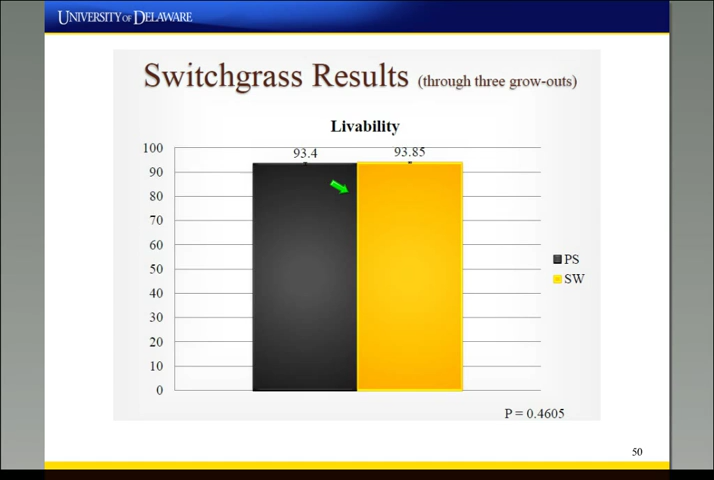 UNIVERSITY OF DELAWARE
Switchgrass Results (through three grow-outs)
Livability
100
90
80
70
60
50
40
30
20
10
0
93.4
93.85
PS
SW
P = 0.4605
50